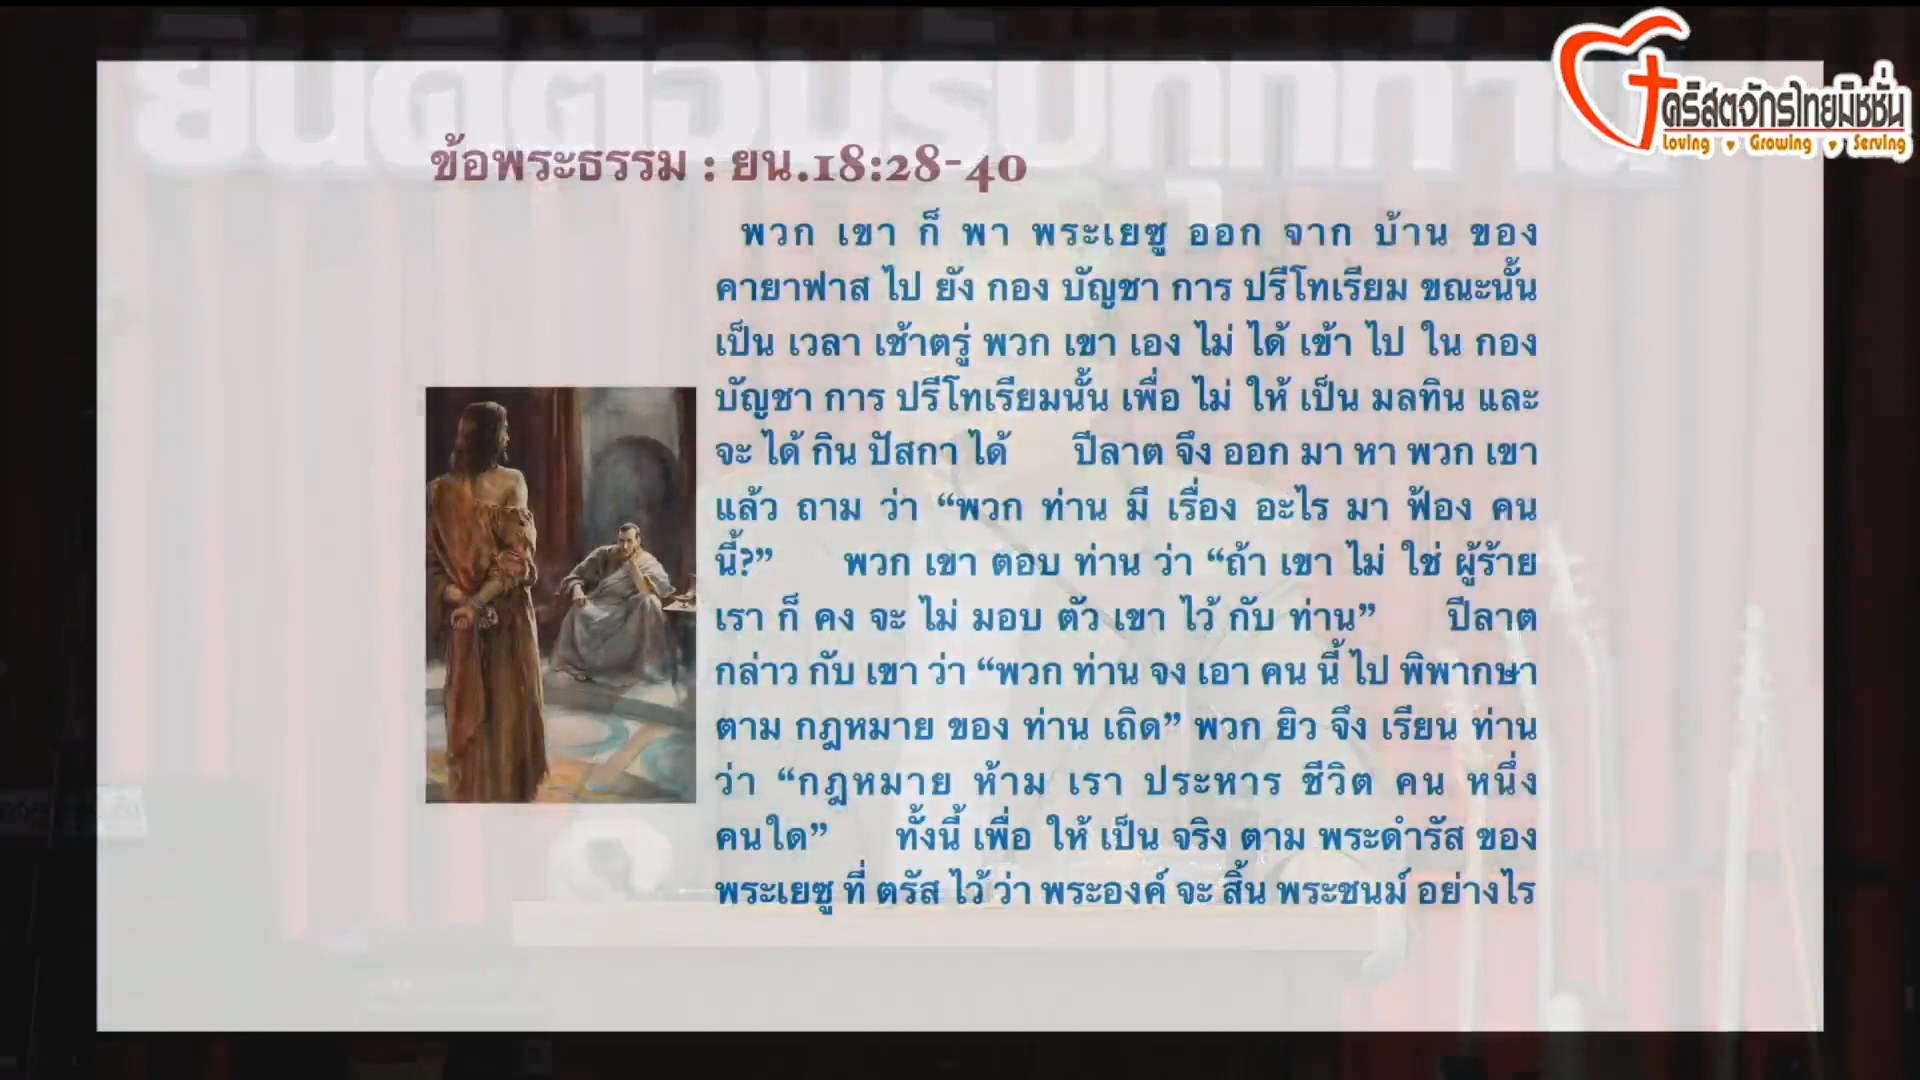 ยินดีต้อนรับทุกท่าน
คริสตจักรไทยมิชชั่น
Loving ♥ Growing ♥ Serving
ข้อพระธรรม : ยน.18:28-40
พวก เขา ก็ พา พระเยซู ออก จาก บ้าน ของ
คายาฟาส ไป ยัง กอง บัญชา การ ปรีโทเรียม ขณะนั้น
เป็น เวลา เช้าตรู่ พวก เขา เอง ไม่ ได้ เข้า ไป ใน กอง
บัญชา การ ปรีโทเรียมนั้น เพื่อ ไม่ ให้ เป็น มลทิน และ
จะ ได้ กิน ปัสกา ได้ ปีลาต จึง ออก มา หา พวก เขา
แล้ว ถาม ว่า “พวก ท่าน มี เรื่อง อะไร มา ฟ้อง คน
นี้?” พวก เขา ตอบ ท่าน ว่า “ถ้า เขา ไม่ ใช่ ผู้ร้าย
เรา ก็ คง จะ ไม่ มอบ ตัว เขา ไว้ กับ ท่าน” ปีลาต
กล่าว กับ เขา ว่า “พวก ท่าน จง เอา คน นี้ ไป พิพากษา
ตาม กฎหมาย ของ ท่าน เถิด” พวก ยิว จึง เรียน ท่าน
ว่า “กฎหมาย ห้าม เรา ประหาร ชีวิต คน หนึ่ง
คนใด” ทั้งนี้ เพื่อ ให้ เป็น จริง ตาม พระดำรัส ของ
พระเยซู ที่ ตรัส ไว้ ว่า พระองค์ จะ สิ้น พระชนม์ อย่างไร